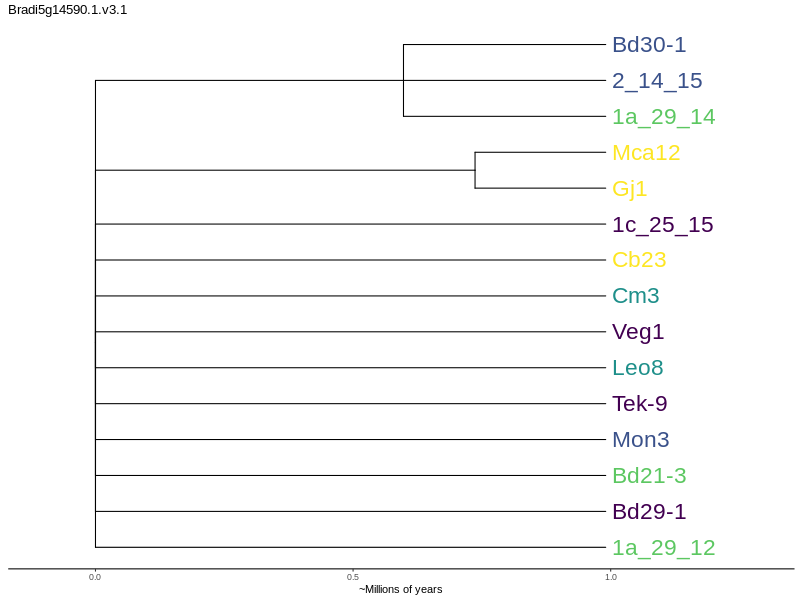 Bradi5g14590.1.v3.1
Bd30-1
2_14_15
1a_29_14
Mca12
Gj1
1c_25_15
Cb23
Cm3
Veg1
Leo8
Tek-9
Mon3
Bd21-3
Bd29-1
1a_29_12
0.0 0.5 1.0
~Millions of years